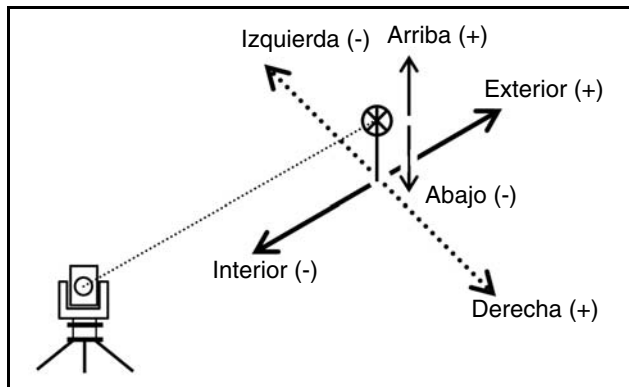 Izquierda (-)
Arriba (+)
Exterior (+)
Abajo (-)
Interior (-)
Derecha (+)